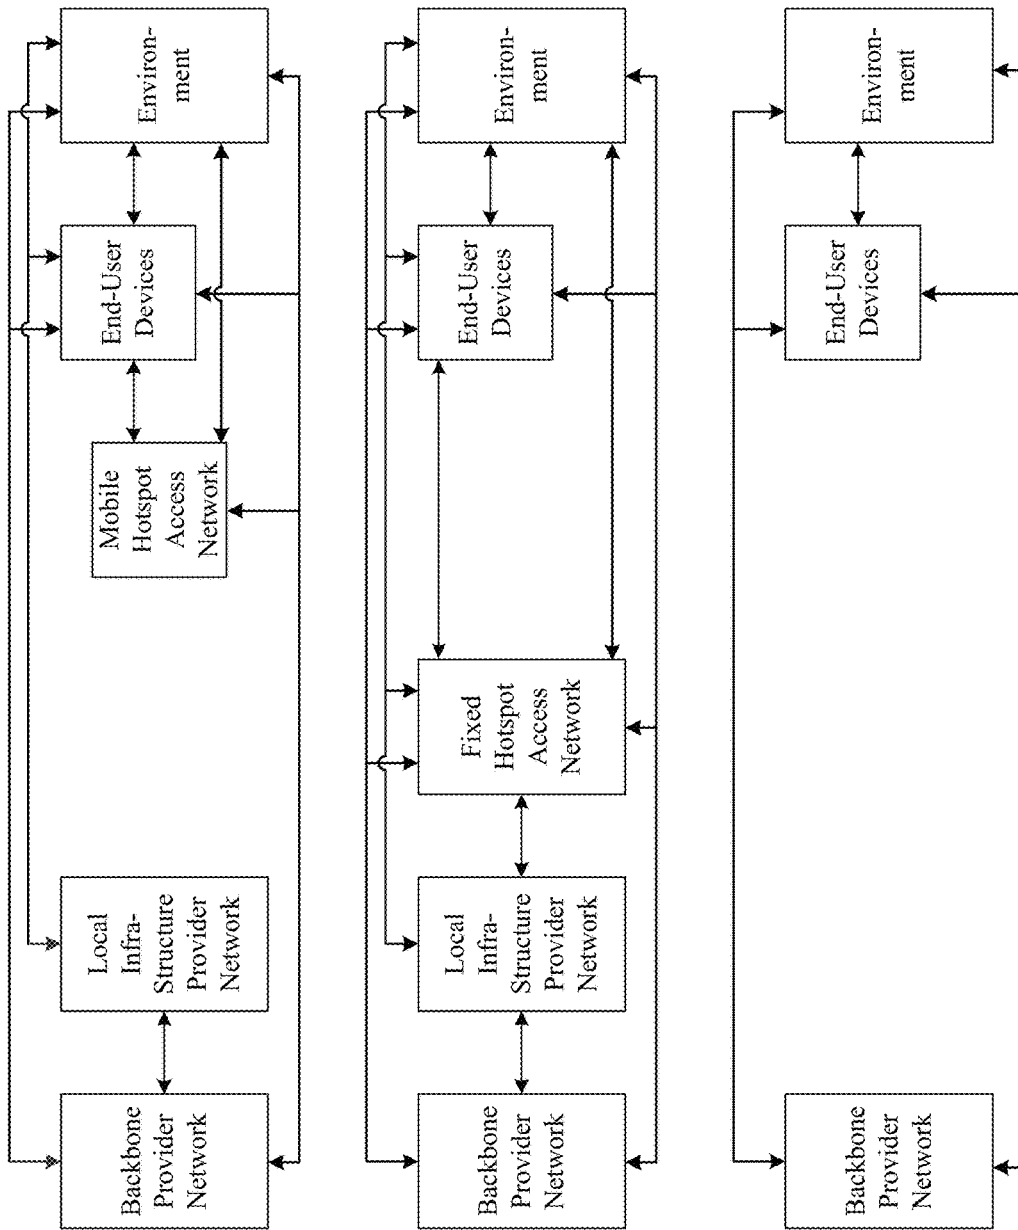 Backbone
Provider
Network
Local
Infra-
Structure
Provider
Network
Mobile
Hotspot
Access
Network
End-User
Devices
Environ-
ment
Backbone
Provider
Network
Local
Infra-
Structure
Provider
Network
Fixed
Hotspot
Access
Network
End-User
Devices
Environ-
ment
Backbone
Provider
Network
End-User
Devices
Environ-
ment